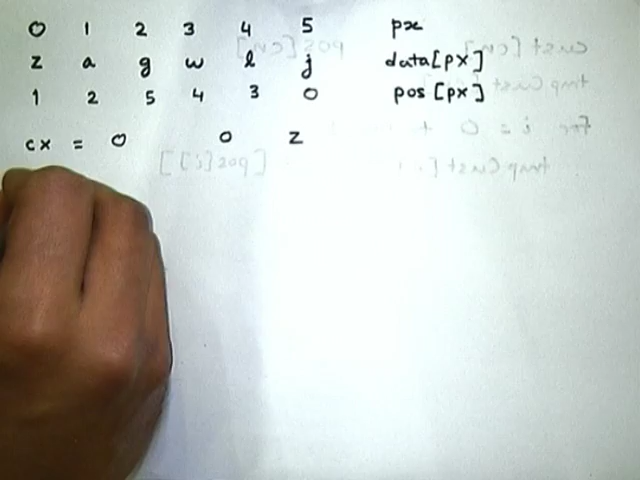 0 1 2 3 4 5 px
z a g w l j data[px]
1 2 5 4 3 0 pos [px]
cx = 0 0 z